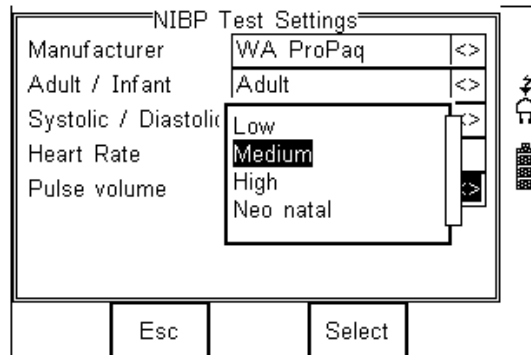 NIBP Test Settings
Manufacturer WA ProPaq <>
Adult / Infant Adult <>
Systolic / Diastolic <>
Heart Rate
Pulse volume <>
Low
Medium
High
Neo natal
Esc Select